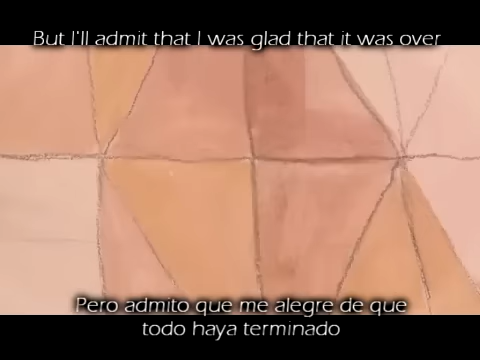 But I'll admit that I was glad that it was over
Pero admito que me alegre de que
todo haya terminado